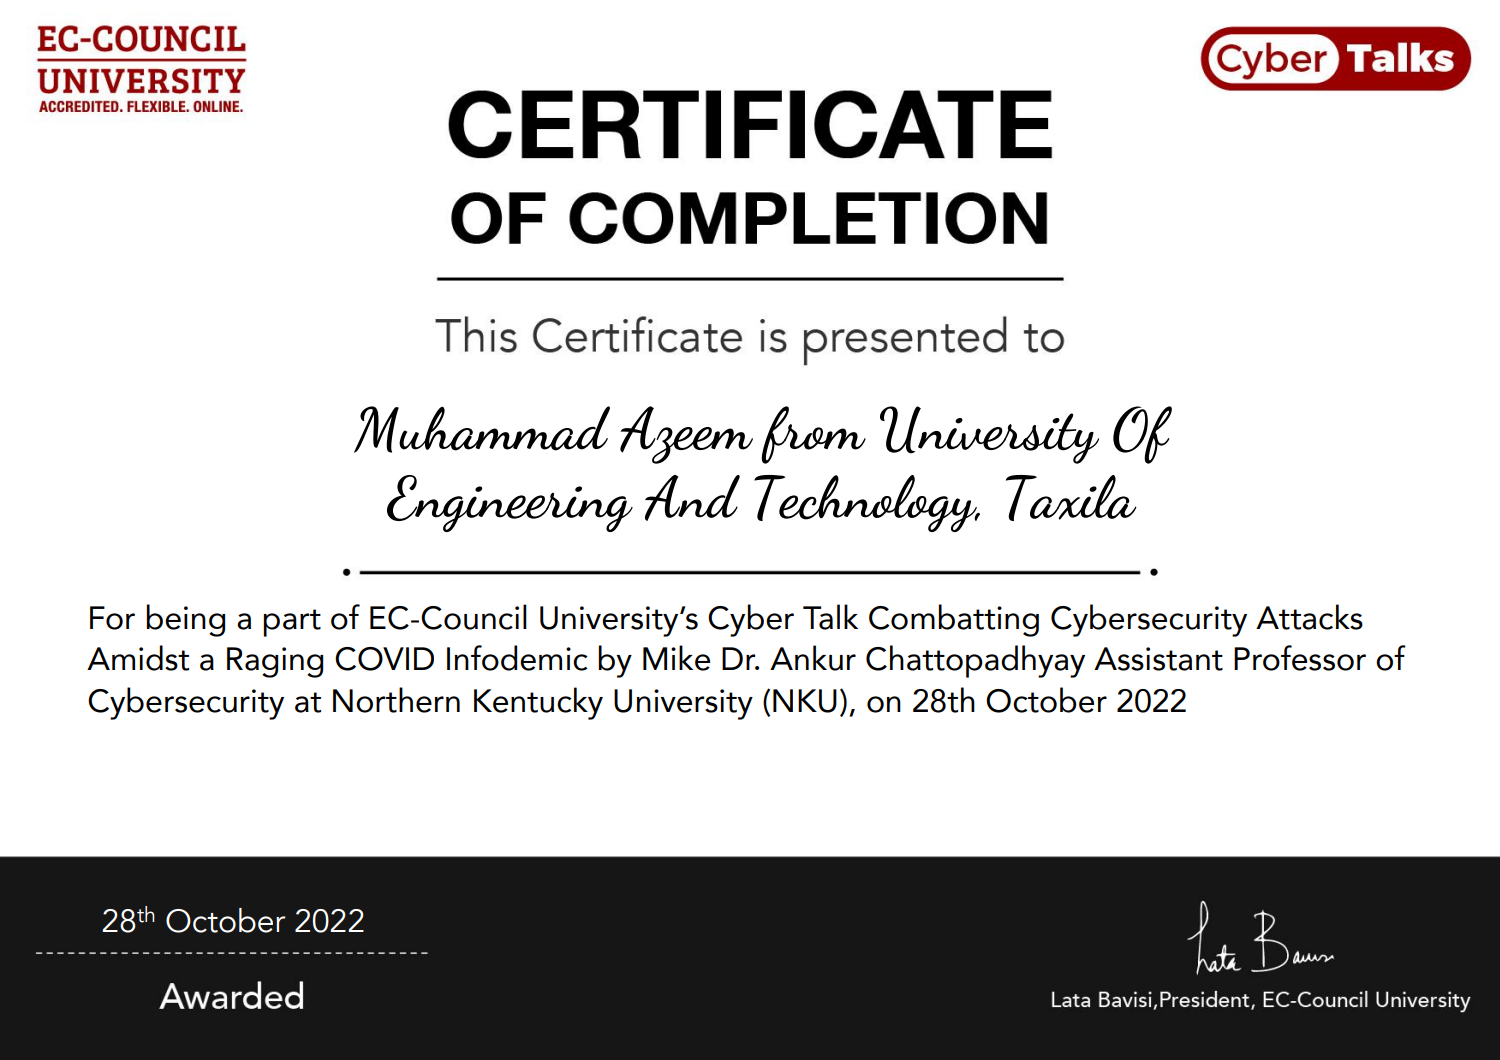 EC-COUNCIL
UNIVERSITY
ACCREDITED. FLEXIBLE. ONLINE.
Cyber Talks
CERTIFICATE
OF COMPLETION
This Certificate is presented to
Muhammad Azeem from University Of
Engineering And Technology, Taxila
For being a part of EC-Council University’s Cyber Talk Combatting Cybersecurity Attacks
Amidst a Raging COVID Infodemic by Mike Dr. Ankur Chattopadhyay Assistant Professor of
Cybersecurity at Northern Kentucky University (NKU), on 28th October 2022
28th October 2022
Awarded
Lata Bavisi
Lata Bavisi,President, EC-Council University